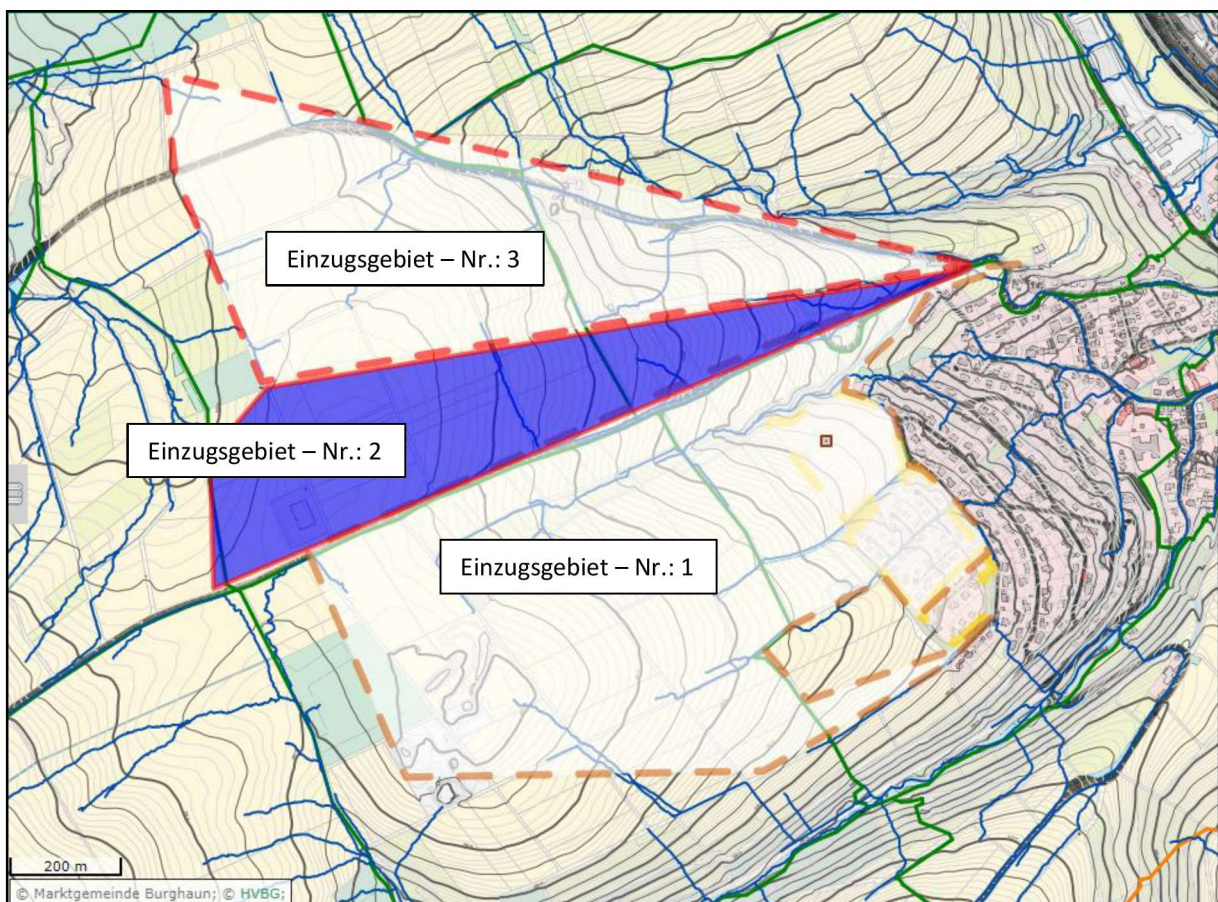 Einzugsgebiet – Nr.: 3
Einzugsgebiet – Nr.: 2
Einzugsgebiet – Nr.: 1
200 m
© Marktgemeinde Burghaun; © HVBG;